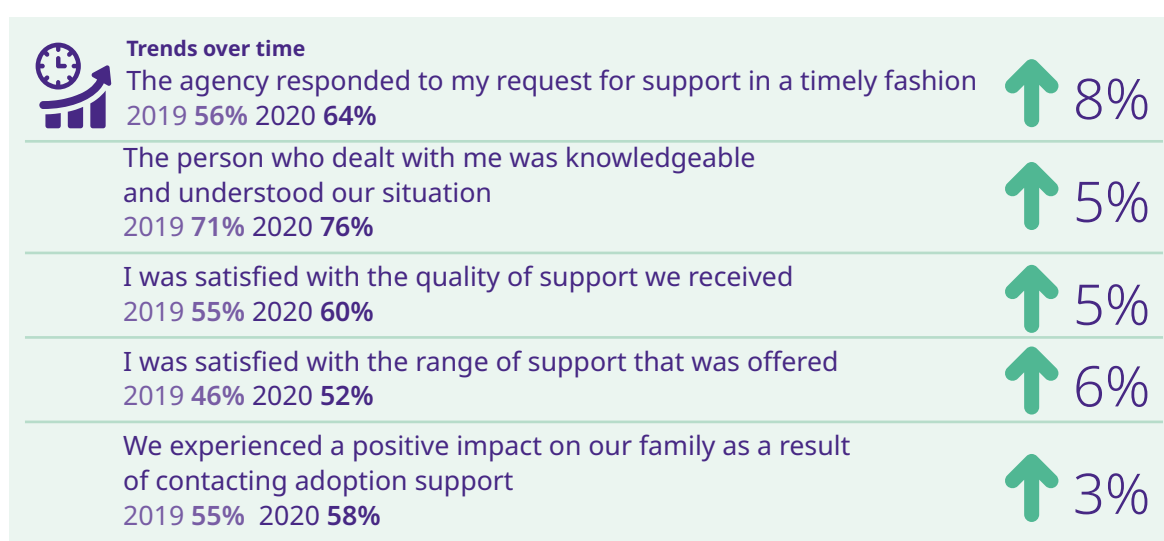 Trends over time
The agency responded to my request for support in a timely fashion
2019 56% 2020 64%
8%
The person who dealt with me was knowledgeable
and understood our situation
2019 71% 2020 76%
5%
I was satisfied with the quality of support we received
2019 55% 2020 60%
5%
I was satisfied with the range of support that was offered
2019 46% 2020 52%
6%
We experienced a positive impact on our family as a result
of contacting adoption support
2019 55% 2020 58%
3%